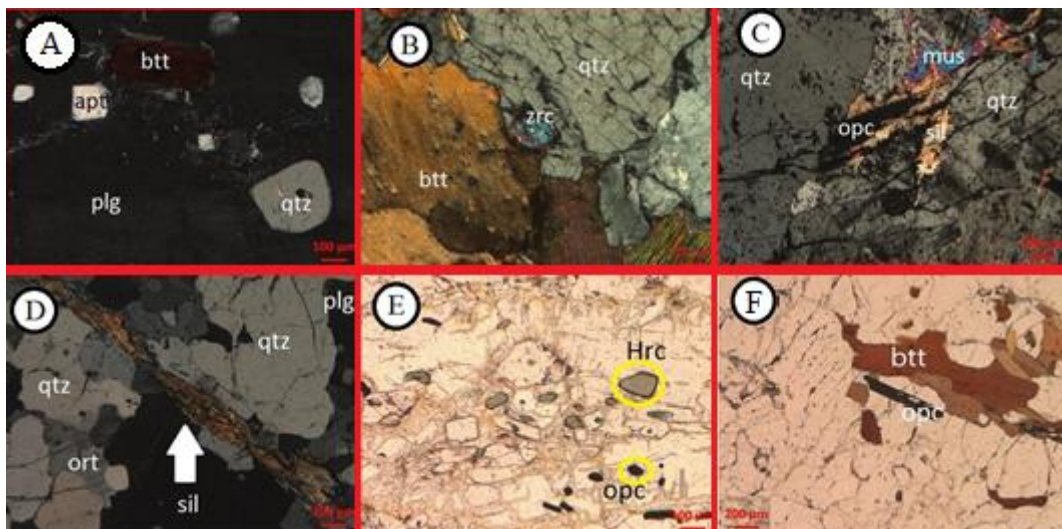 A
btt
apt
plg
qtz
100 µm
B
qtz
zrc
btt
C
mus
qtz
qtz
opc
sil
D
plg
qtz
qtz
ort
sil
E
Hrc
opc
F
btt
opc
200 µm